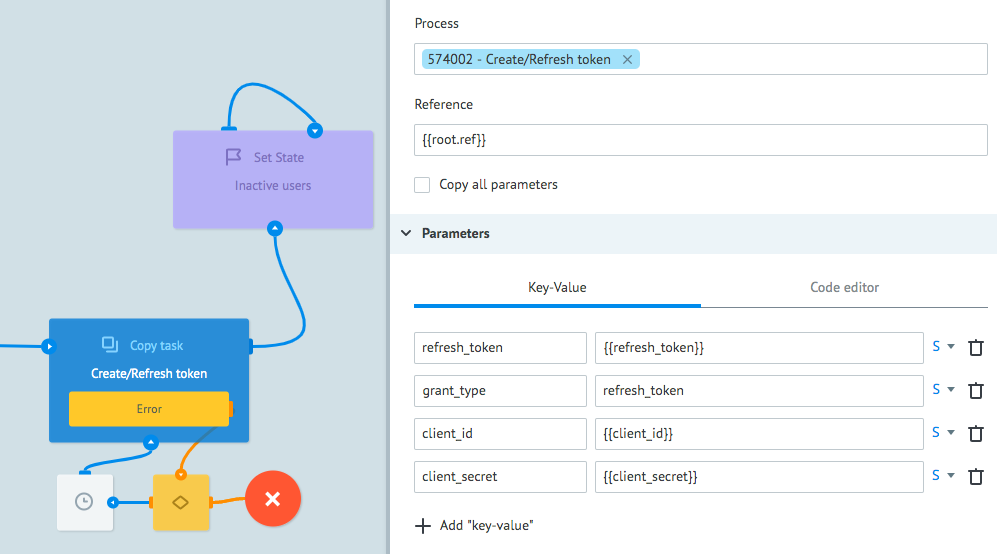 Set State
Inactive users
Copy task
Create/Refresh token
Error
Process
574002 - Create/Refresh token
Reference
{{root.ref}}
Copy all parameters
Parameters
Key-Value Code editor
refresh_token {{refresh_token}} S
grant_type refresh_token S
client_id {{client_id}} S
client_secret {{client_secret}} S
Add "key-value"